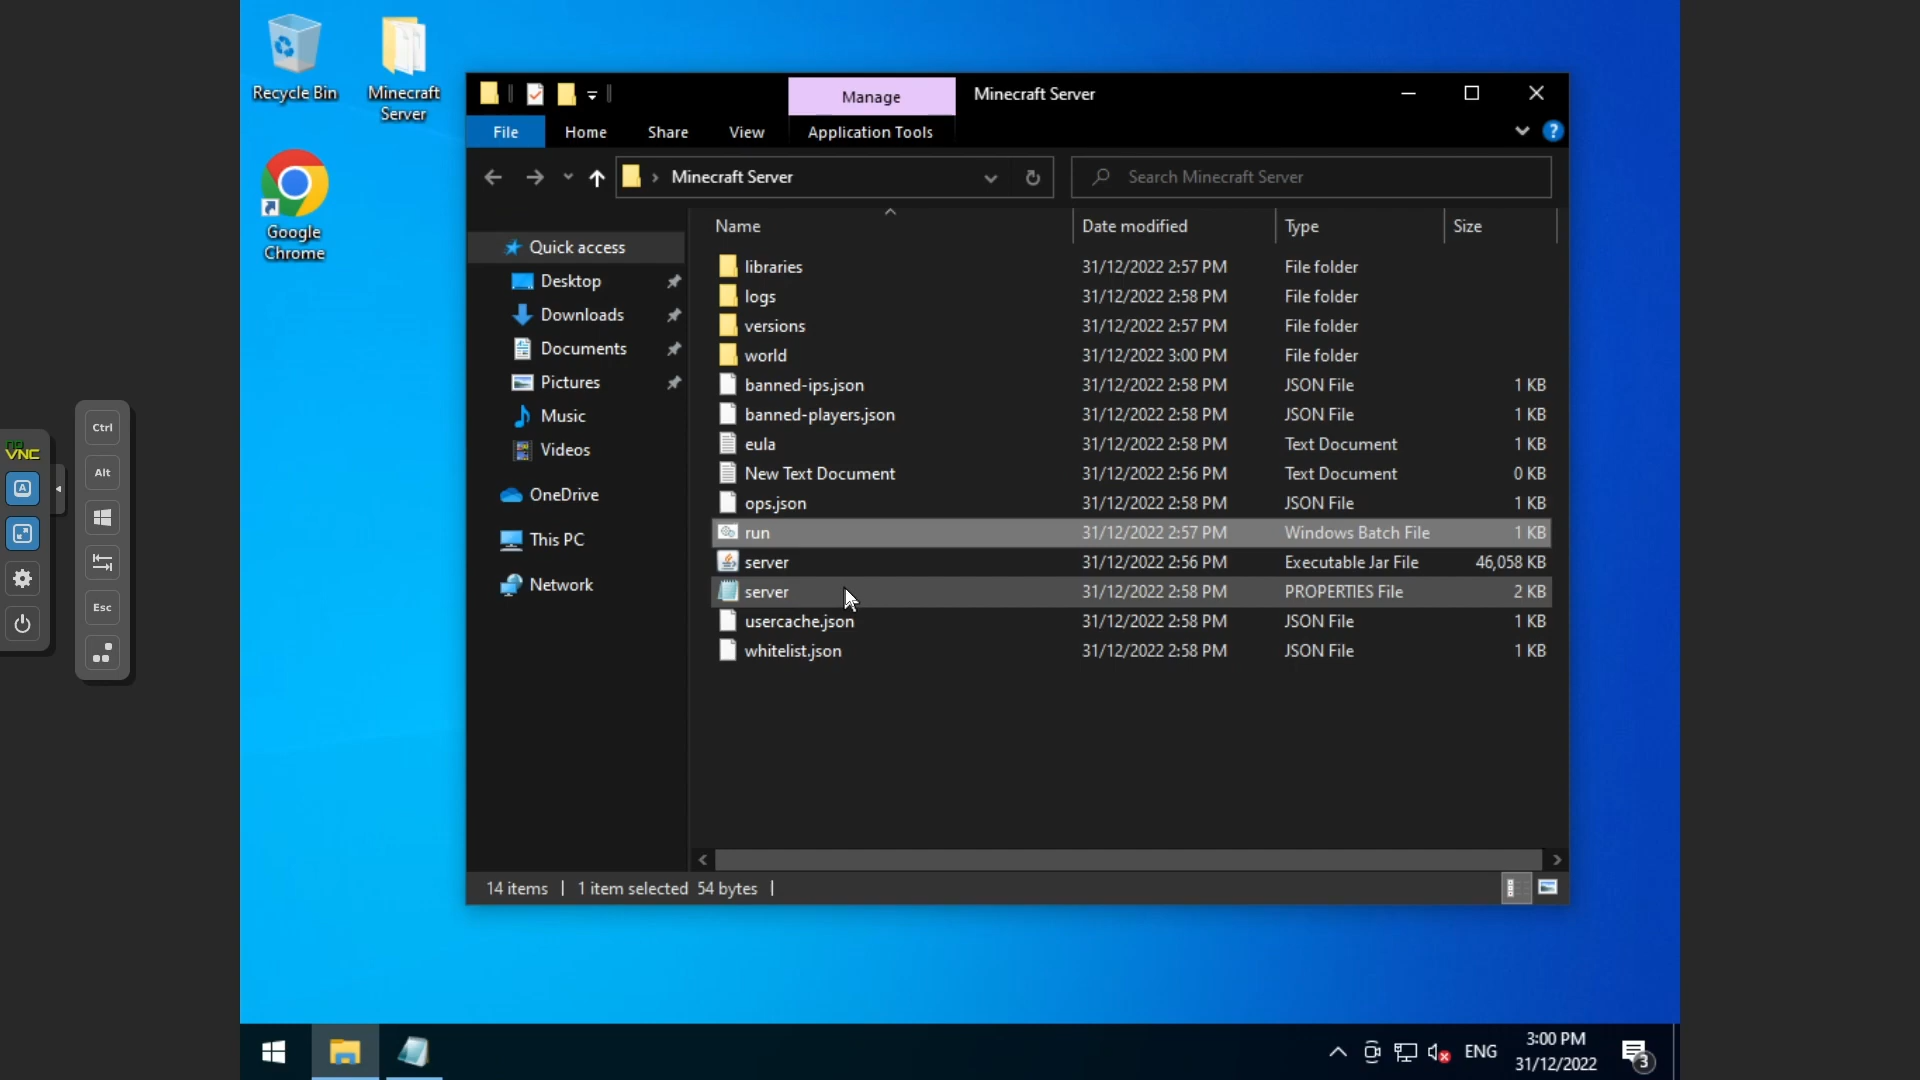 Recycle Bin
Minecraft Server
Google Chrome
Manage
Minecraft Server
File
Home
Share
View
Application Tools
?
Minecraft Server
Search Minecraft Server
Quick access
Desktop
Downloads
Documents
Pictures
Music
Videos
OneDrive
This PC
Network
Name Date modified Type Size
libraries 31/12/2022 2:57 PM File folder
logs 31/12/2022 2:58 PM File folder
versions 31/12/2022 2:57 PM File folder
world 31/12/2022 3:00 PM File folder
banned-ips.json 31/12/2022 2:58 PM JSON File 1 KB
banned-players.json 31/12/2022 2:58 PM JSON File 1 KB
eula 31/12/2022 2:58 PM Text Document 1 KB
New Text Document 31/12/2022 2:56 PM Text Document 0 KB
ops.json 31/12/2022 2:58 PM JSON File 1 KB
run 31/12/2022 2:57 PM Windows Batch File 1 KB
server 31/12/2022 2:56 PM Executable Jar File 46,058 KB
server 31/12/2022 2:58 PM PROPERTIES File 2 KB
usercache.json 31/12/2022 2:58 PM JSON File 1 KB
whitelist.json 31/12/2022 2:58 PM JSON File 1 KB
14 items
1 item selected 54 bytes
no
VNC
A
Ctrl
Alt
Esc
ENG
3:00 PM
31/12/2022
3